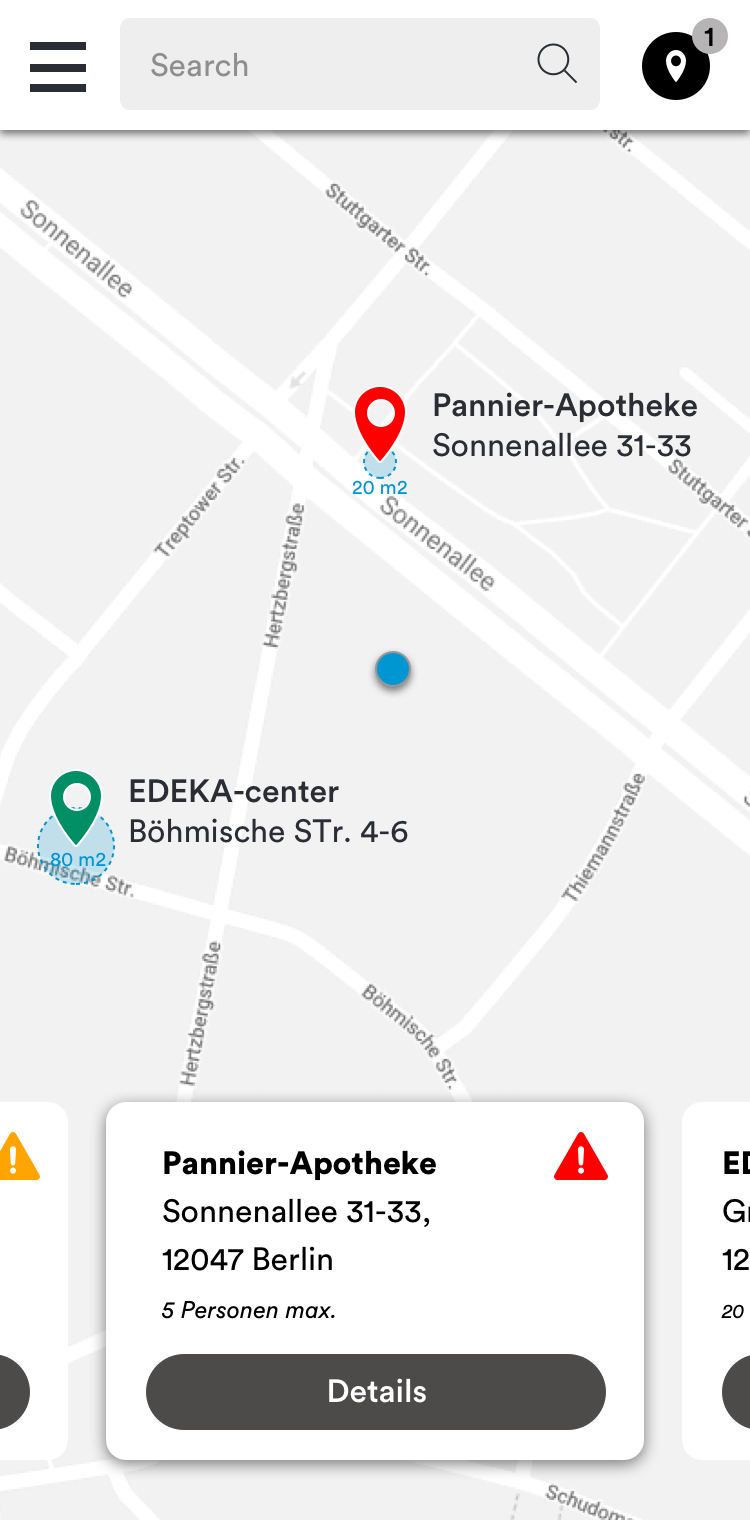 Search
1
str.
Stuttgarter Str.
Sonnenallee
Pannier-Apotheke
Sonnenallee 31-33
20 m2
Stuttgarter
Treptower Str.
Sonnenallee
Hertzbergstraße
EDEKA-center
Böhmische STr. 4-6
80 m2
Böhmische Str.
Thiemannstraße
Hertzbergstraße
Böhmische Str.
Pannier-Apotheke
Sonnenallee 31-33,
12047 Berlin
5 Personen max.
Details
ED
Gr
12
20
Schudom